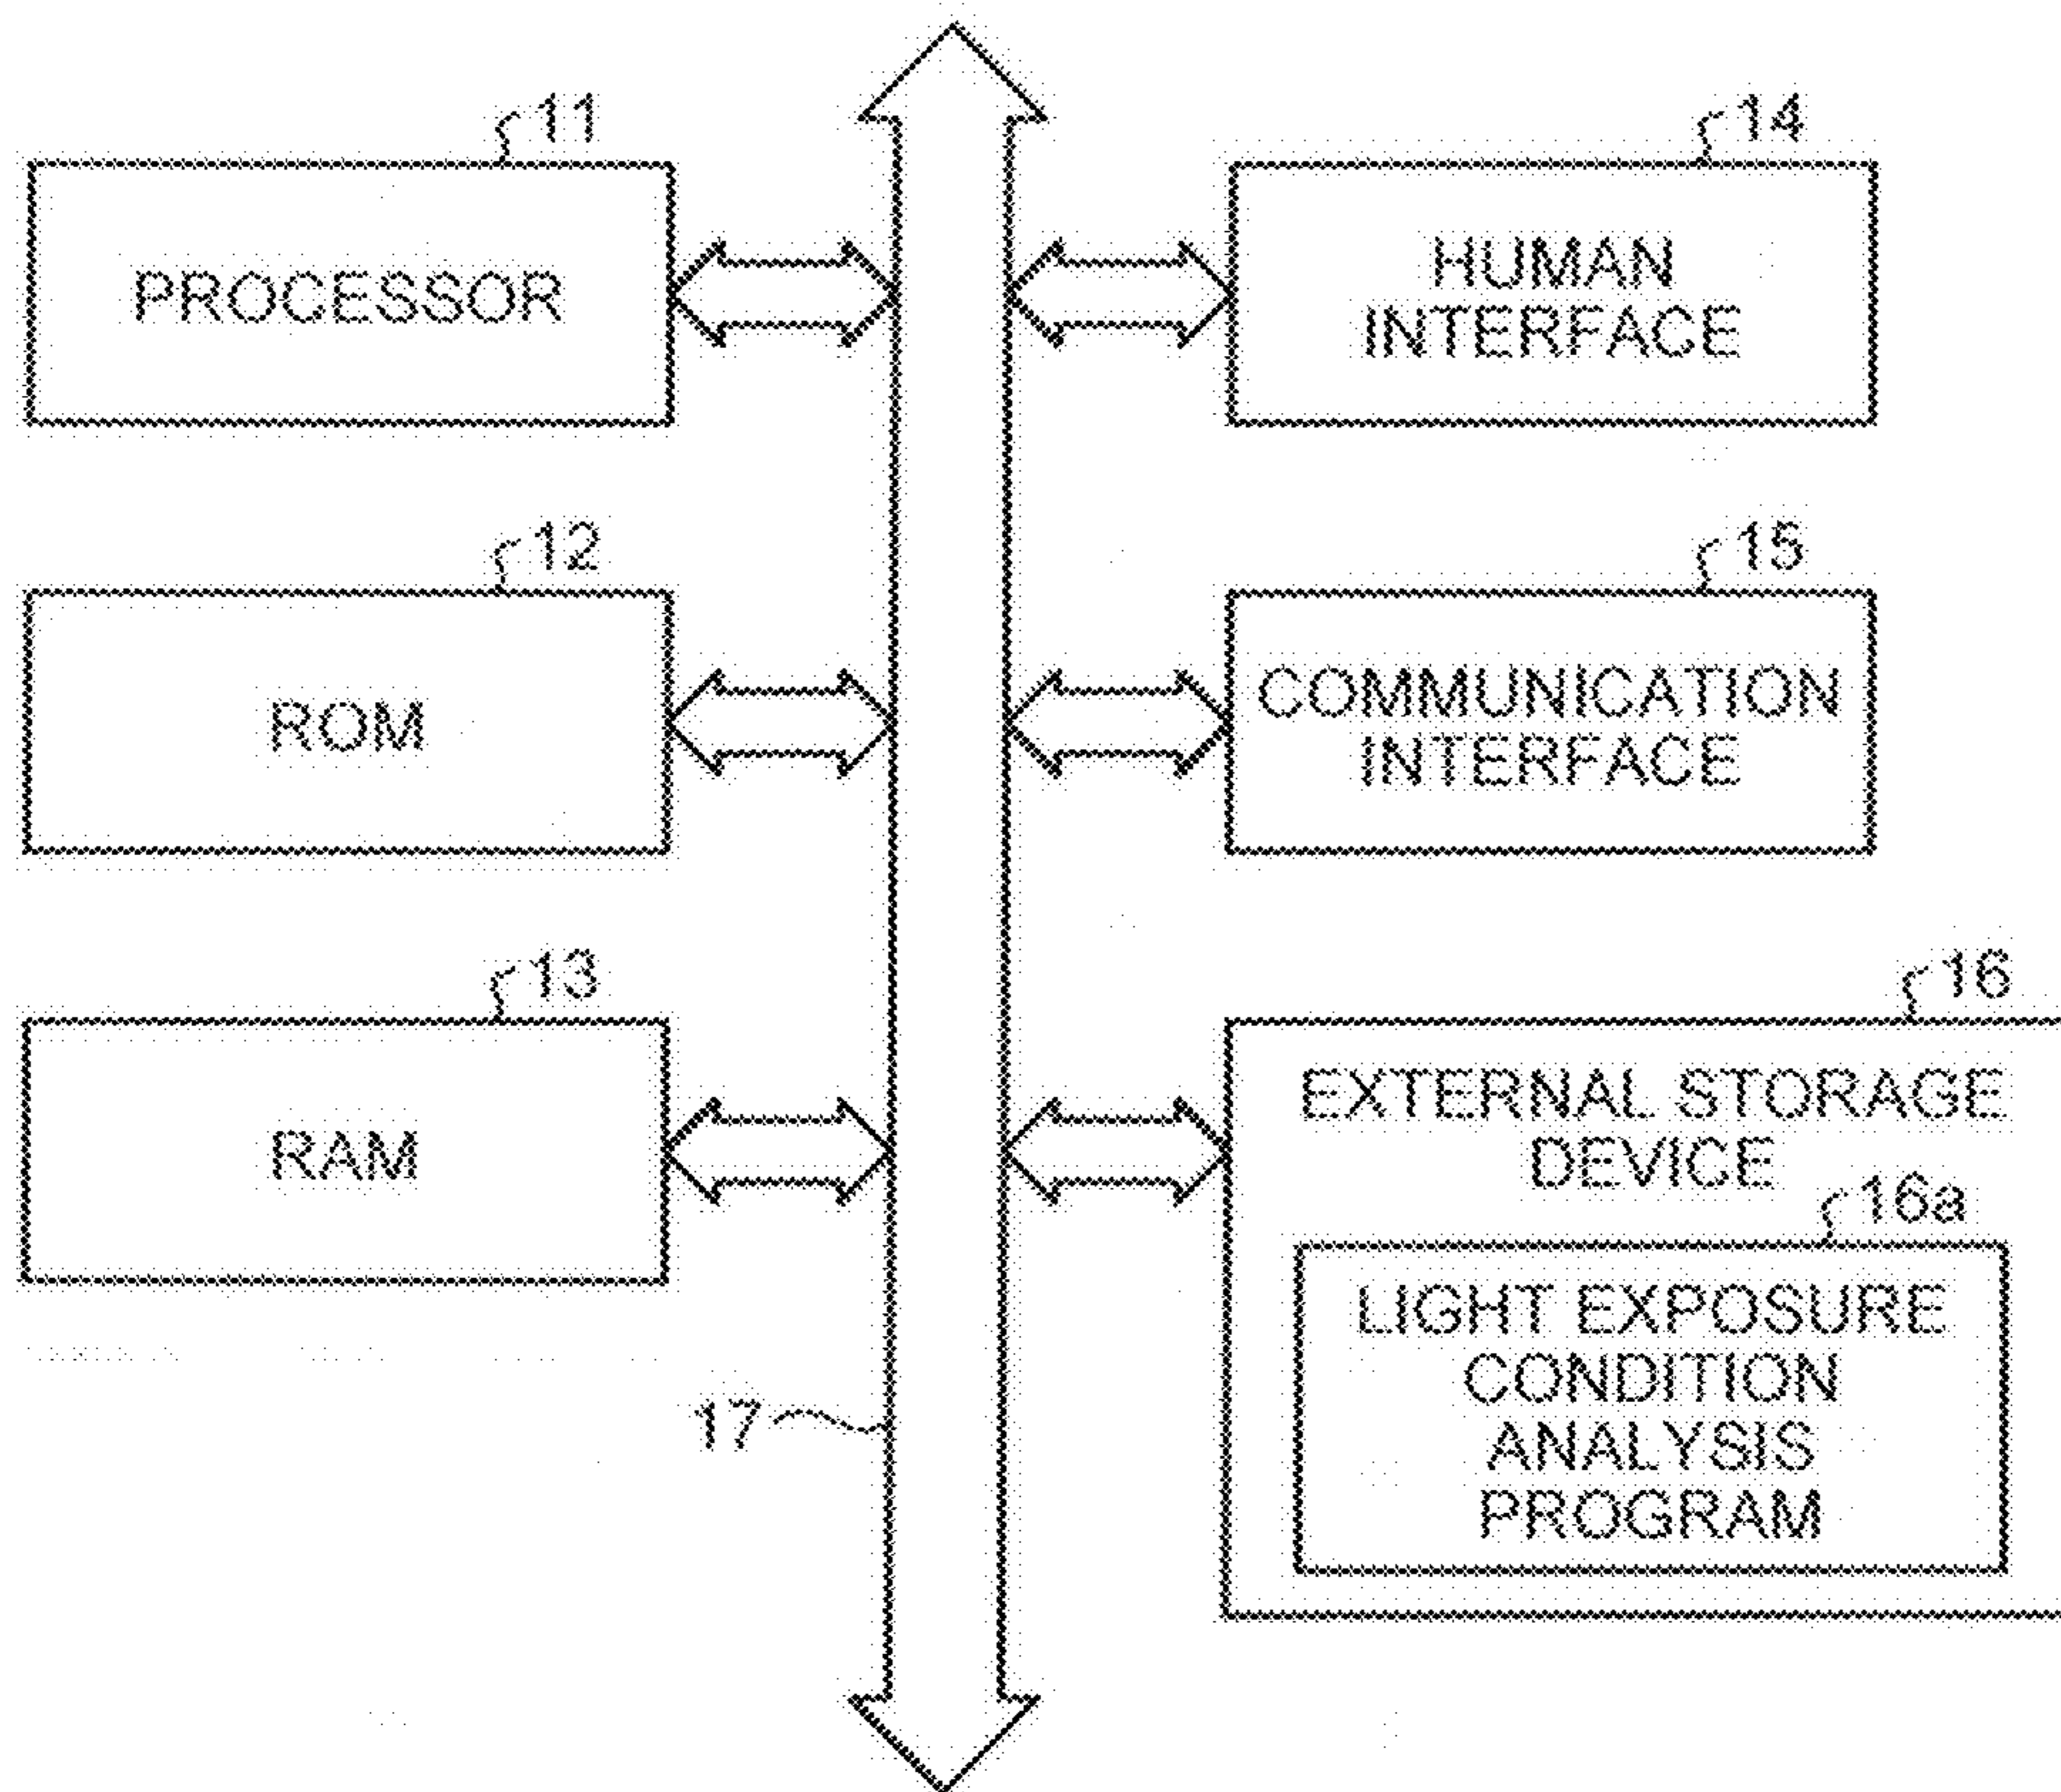 11
PROCESSOR
12
ROM
13
RAM
14
HUMAN
INTERFACE
15
COMMUNICATION
INTERFACE
16
EXTERNAL STORAGE
DEVICE
16a
LIGHT EXPOSURE
CONDITION
ANALYSIS
PROGRAM
17